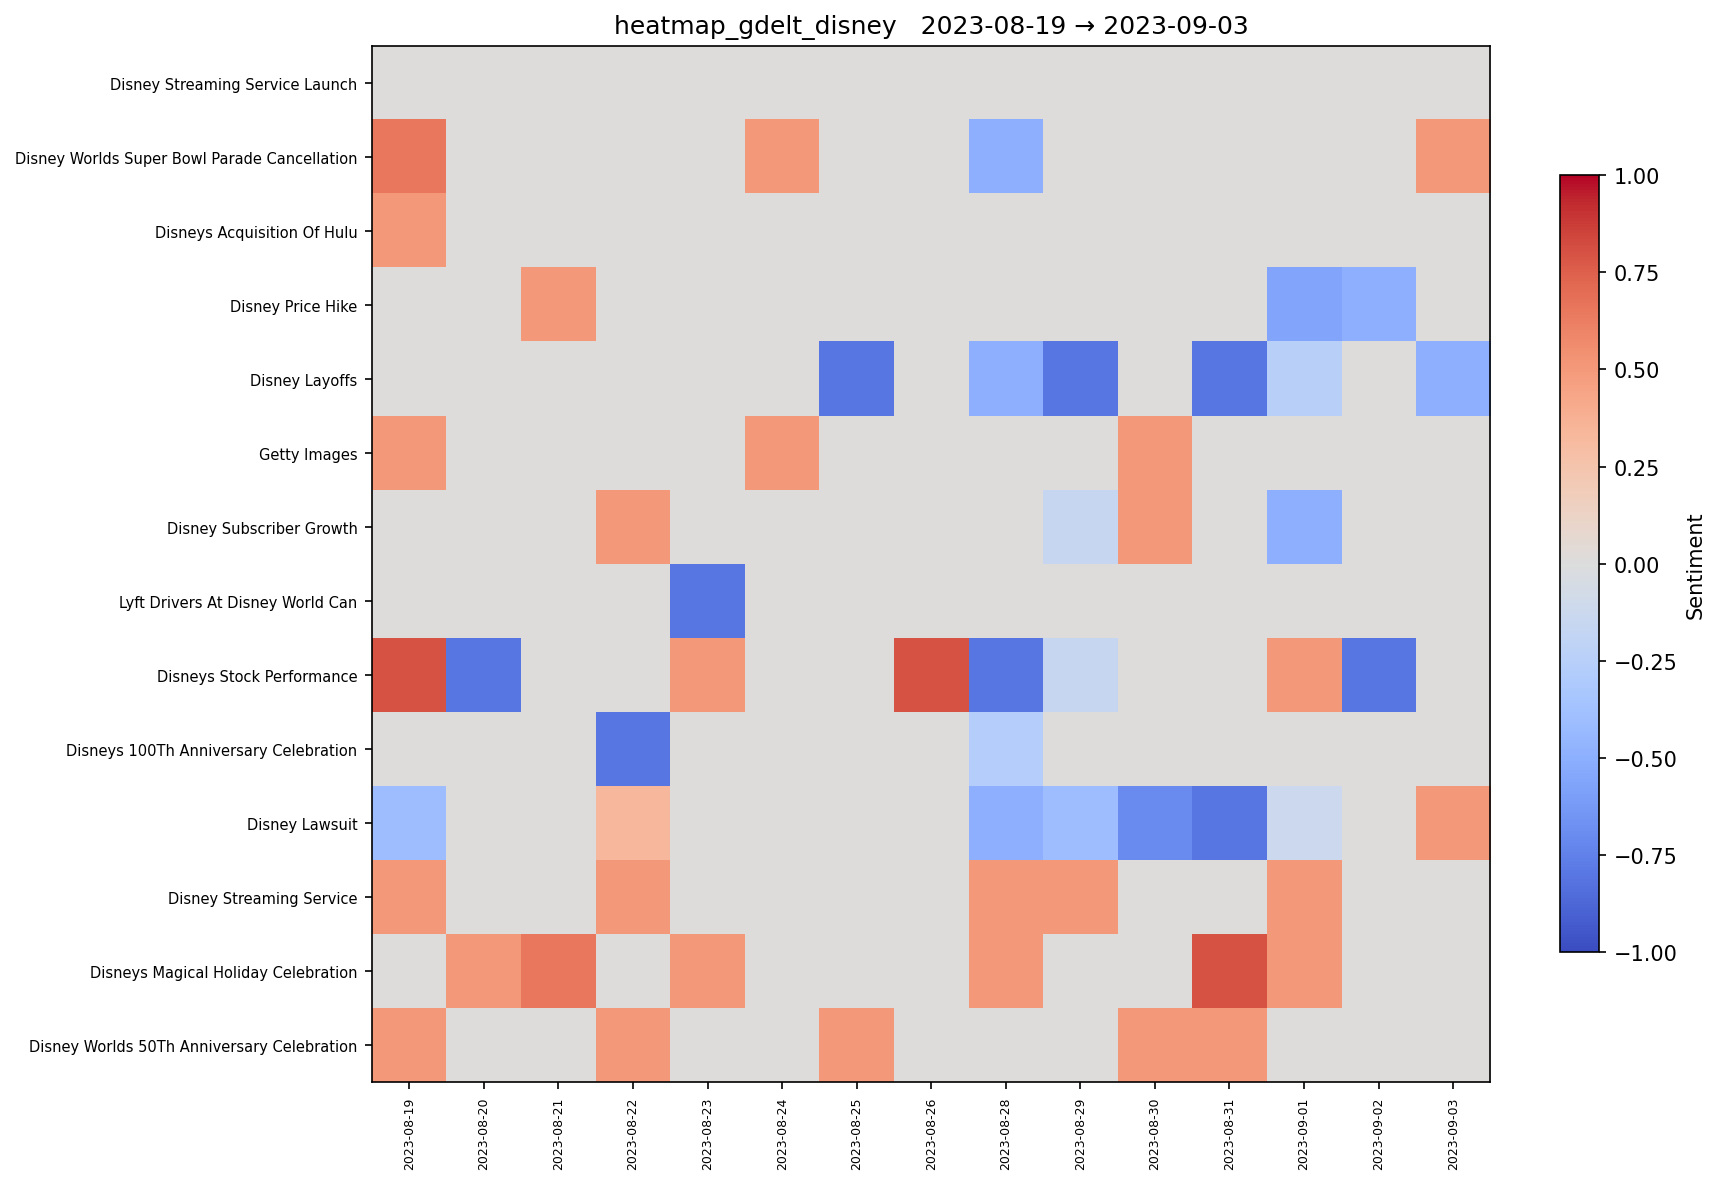 heatmap_gdelt_disney   2023-08-19 → 2023-09-03
Disney Streaming Service Launch
Disney Worlds Super Bowl Parade Cancellation
Disneys Acquisition Of Hulu
Disney Price Hike
Disney Layoffs
Getty Images
Disney Subscriber Growth
Lyft Drivers At Disney World Can
Disneys Stock Performance
Disneys 100Th Anniversary Celebration
Disney Lawsuit
Disney Streaming Service
Disneys Magical Holiday Celebration
Disney Worlds 50Th Anniversary Celebration
2023-08-19
2023-08-20
2023-08-21
2023-08-22
2023-08-23
2023-08-24
2023-08-25
2023-08-26
2023-08-28
2023-08-29
2023-08-30
2023-08-31
2023-09-01
2023-09-02
2023-09-03
1.00
0.75
0.50
0.25
0.00
−0.25
−0.50
−0.75
−1.00
Sentiment